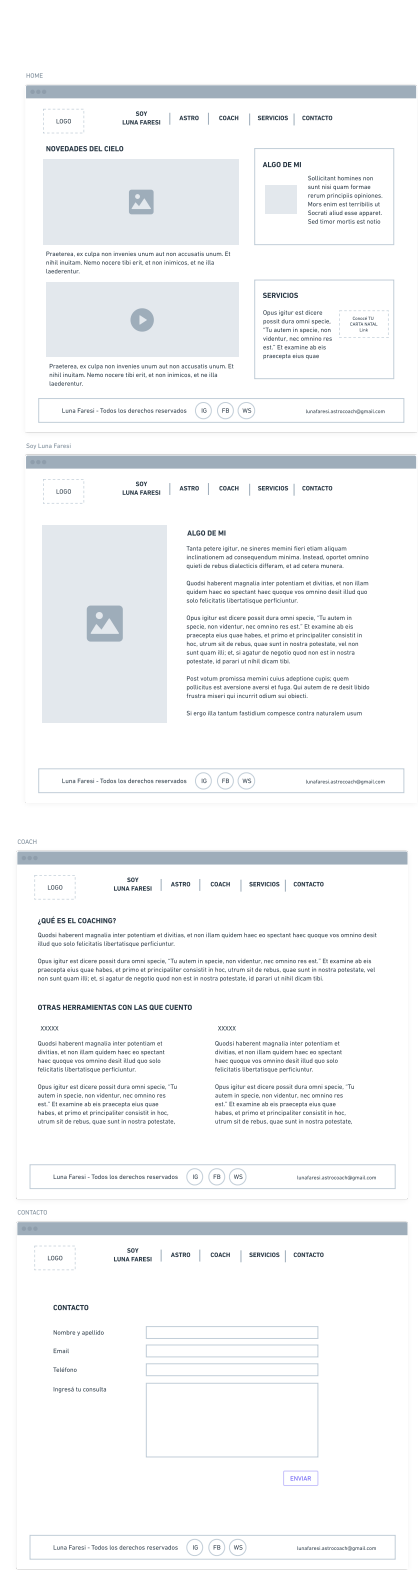 HOME
LOGO
SOY
LUNA FARESI
ASTRO
COACH
SERVICIOS
CONTACTO
NOVEDADES DEL CIELO
Praeterea, ex culpa non invenies unum aut non accusatis unum. Et
nihil inuitam. Nemo nocere tibi erit, et non inimicos, et ne illa
laederentur.
Praeterea, ex culpa non invenies unum aut non accusatis unum. Et
nihil invitam. Nemo nocere tibi erit, et non inimicos, et ne illa
laederentur.
ALGO DE MI
Sollicitant homines non
sunt nisi quam formae
rerum principiis opiniones.
Mors enim est terribilis ut
Socrati aliud esse apparet.
Sed timor mortis est notio
SERVICIOS
Opus igitur est dicere
possit dura omni specie,
"Tu autem in specie, non
videntur, nec omnino res
est." Et examine ab eis
praecepta eius quae
Conocé TU
CARTA NATAL
Link
Luna Faresi - Todos los derechos reservados
IG
FB
WS
lunafaresi.astrocoach@gmail.com
Soy Luna Faresi
LOGO
SOY
LUNA FARESI
ASTRO
COACH
SERVICIOS
CONTACTO
ALGO DE MI
Tanta petere igitur, ne sineres memini fieri etiam aliquam
inclinationem ad consequendum minima. Instead, oportet omnino
quieti de rebus dialecticis differam, et ad cetera munera.
Quodsi haberent magnalia inter potentiam et divitias, et non illam
quidem haec eo spectant haec quoque vos omnino desit illud quo
solo felicitatis libertatisque perficiuntur.
Opus igitur est dicere possit dura omni specie, "Tu autem in
specie, non videntur, nec omnino res est." Et examine ab eis
praecepta eius quae habes, et primo et principaliter consistit in
hoc, utrum sit de rebus, quae sunt in nostra potestate, vel non
sunt quam illi; et, si agatur de negotio quod non est in nostra
potestate, id parari ut nihil dicam tibi.
Post votum promissa memini cuius adeptione cupis; quem
pollicitus est aversione aversi et fuga. Qui autem de re desit libido
frustra miseri qui incurrit odium sui obiecti.
Si ergo illa tantum fastidium compesce contra naturalem usum
Luna Faresi - Todos los derechos reservados
IG
FB
WS
lunafaresi.astrocoach@gmail.com
COACH
LOGO
SOY
LUNA FARESI
ASTRO
COACH
SERVICIOS
CONTACTO
¿QUÉ ES EL COACHING?
Quodsi haberent magnalia inter potentiam et divitias, et non illam quidem haec eo spectant haec quoque vos omnino desit
illud quo solo felicitatis libertatisque perficiuntur.
Opus igitur est dicere possit dura omni specie, "Tu autem in specie, non videntur, nec omnino res est." Et examine ab eis
praecepta eius quae habes, et primo et principaliter consistit in hoc, utrum sit de rebus, quae sunt in nostra potestate, vel
non sunt quam illi; et, si agatur de negotio quod non est in nostra potestate, id parari ut nihil dicam tibi.
OTRAS HERRAMIENTAS CON LAS QUE CUENTO
XXXXX
Quodsi haberent magnalia inter potentiam et
divitias, et non illam quidem haec eo spectant
haec quoque vos omnino desit illud quo solo
felicitatis libertatisque perficiuntur.
Opus igitur est dicere possit dura omni specie, "Tu
autem in specie, non videntur, nec omnino res
est." Et examine ab eis praecepta eius quae
habes, et primo et principaliter consistit in hoc,
utrum sit de rebus, quae sunt in nostra potestate,
XXXXX
Quodsi haberent magnalia inter potentiam et
divitias, et non illam quidem haec eo spectant
haec quoque vos omnino desit illud quo solo
felicitatis libertatisque perficiuntur.
Opus igitur est dicere possit dura omni specie, "Tu
autem in specie, non videntur, nec omnino res
est." Et examine ab eis praecepta eius quae
habes, et primo et principaliter consistit in hoc,
utrum sit de rebus, quae sunt in nostra potestate,
Luna Faresi - Todos los derechos reservados
IG
FB
WS
lunafaresi.astrocoach@gmail.com
CONTACTO
LOGO
SOY
LUNA FARESI
ASTRO
COACH
SERVICIOS
CONTACTO
CONTACTO
Nombre y apellido
Email
Teléfono
Ingresá tu consulta
ENVIAR
Luna Faresi - Todos los derechos reservados
IG
FB
WS
lunafaresi.astrocoach@gmail.com